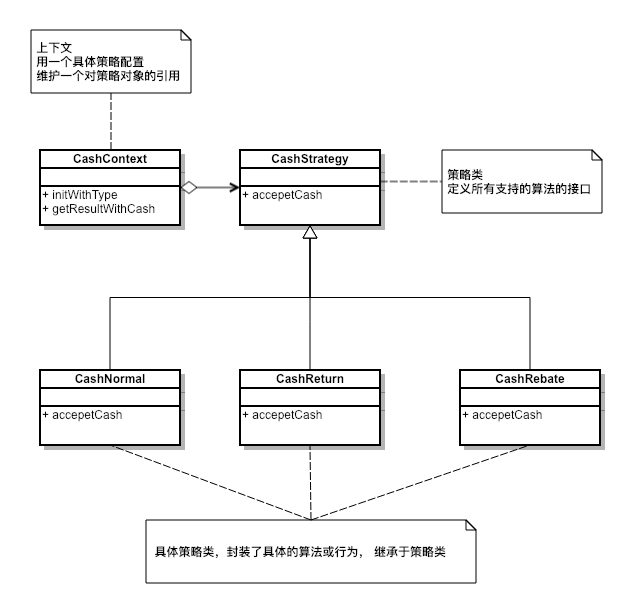 上下文
用一个具体策略配置
维护一个对策略对象的引用
CashContext
+ initWithType
+ getResultWithCash
CashStrategy
+ accepetCash
策略类
定义所有支持的算法的接口
CashNormal
+ accepetCash
CashReturn
+ accepetCash
CashRebate
+ accepetCash
具体策略类，封装了具体的算法或行为， 继承于策略类